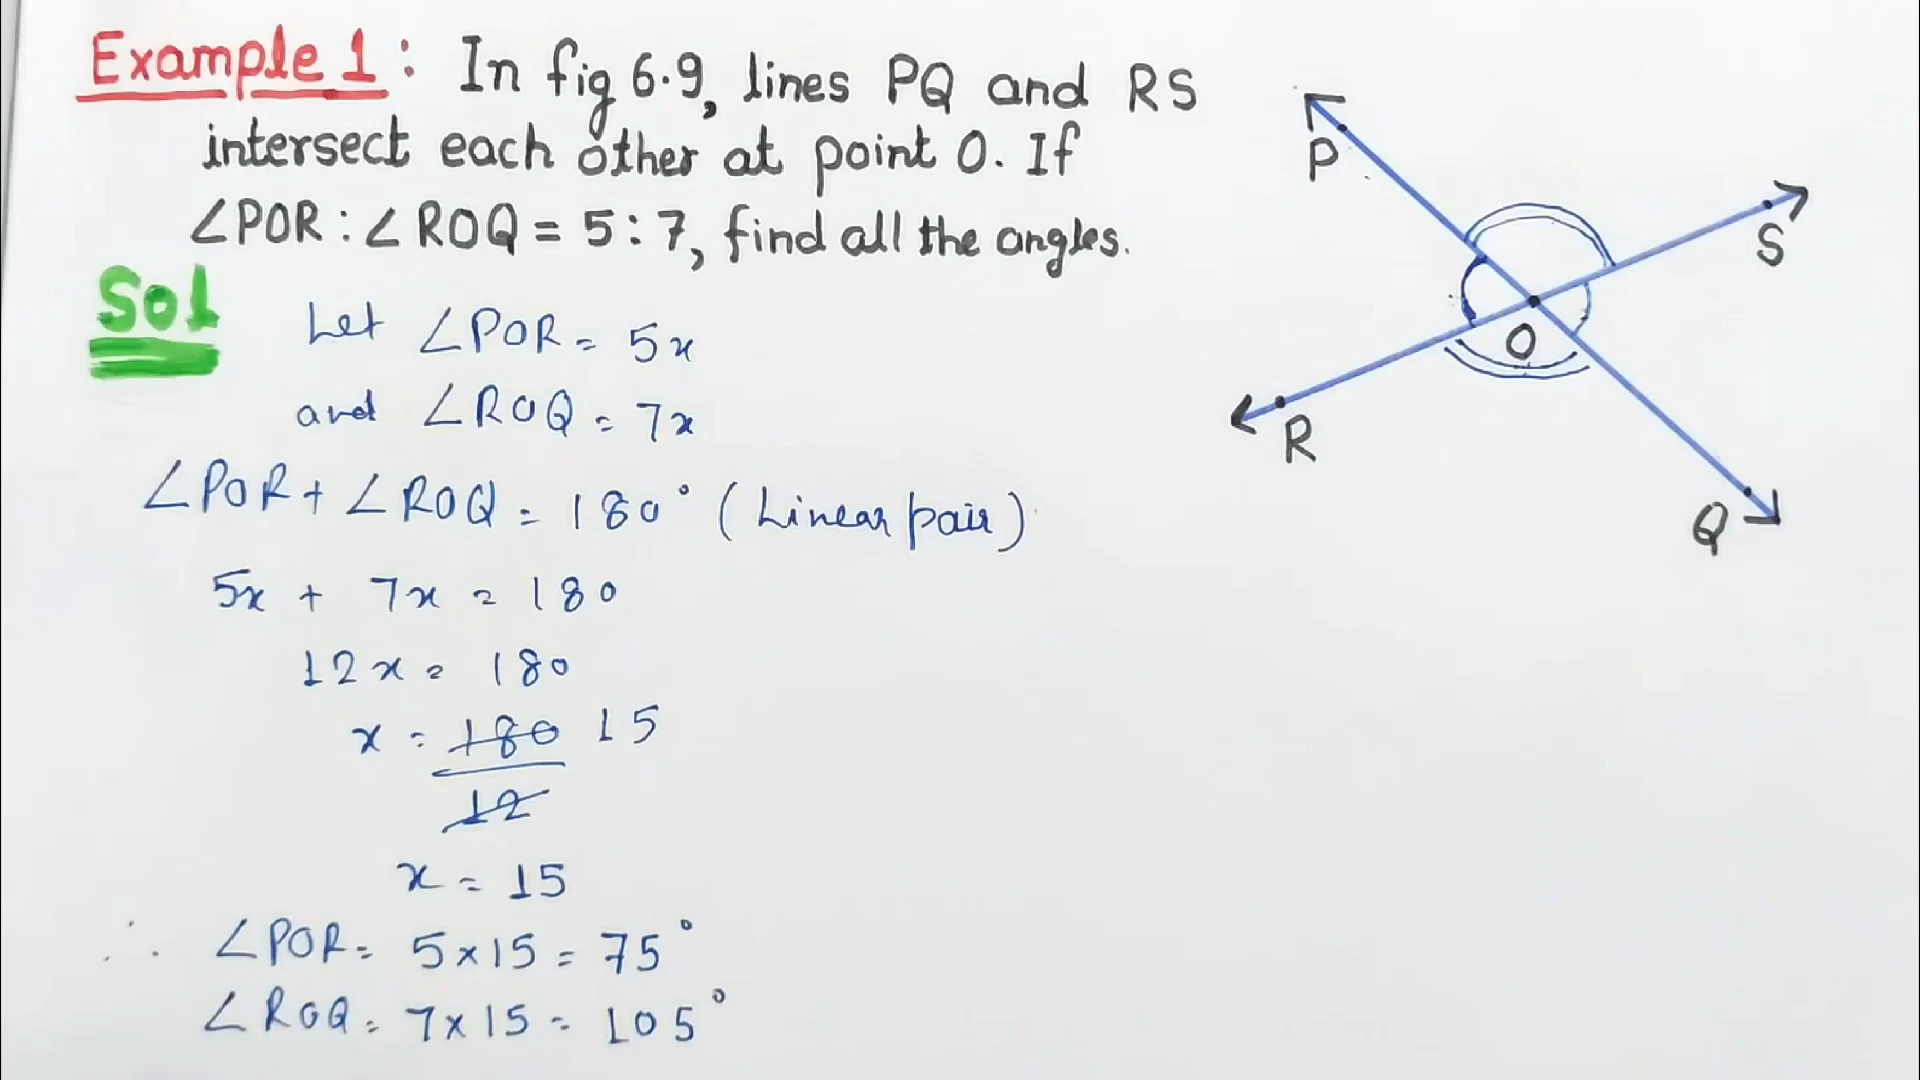 Example 1: In fig 6.9, lines PQ and RS
intersect each other at point O. If
∠POR : ∠ROQ = 5 : 7, find all the angles.
Sol
Let ∠POR = 5x
and ∠ROQ = 7x
∠POR + ∠ROQ = 180° (Linear pair)
5x + 7x = 180
12x = 180
x = 180 15
12
x = 15
∴ ∠POR = 5×15 = 75°
∠ROQ = 7×15 = 105°
P
S
O
R
Q